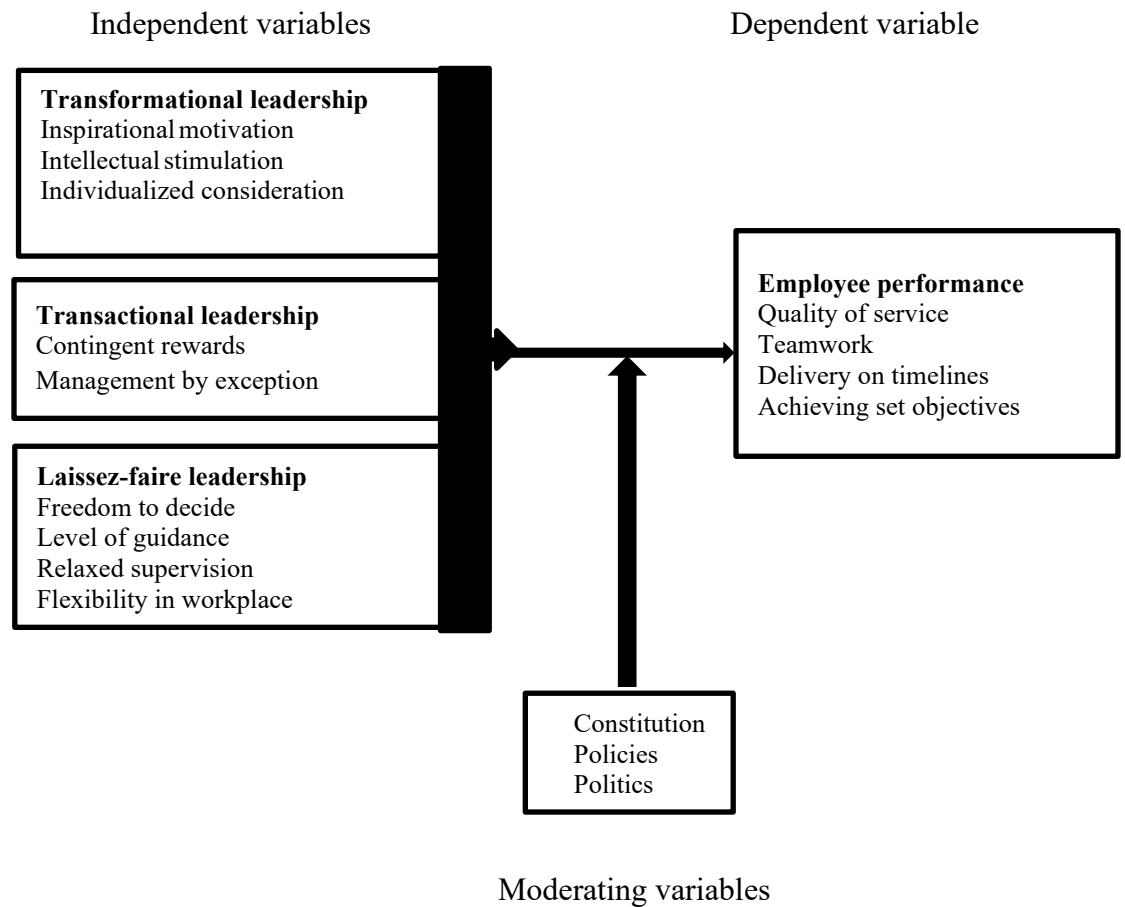 Independent variables
Dependent variable
Transformational leadership
Inspirational motivation
Intellectual stimulation
Individualized consideration
Transactional leadership
Contingent rewards
Management by exception
Laissez-faire leadership
Freedom to decide
Level of guidance
Relaxed supervision
Flexibility in workplace
Employee performance
Quality of service
Teamwork
Delivery on timelines
Achieving set objectives
Constitution
Policies
Politics
Moderating variables